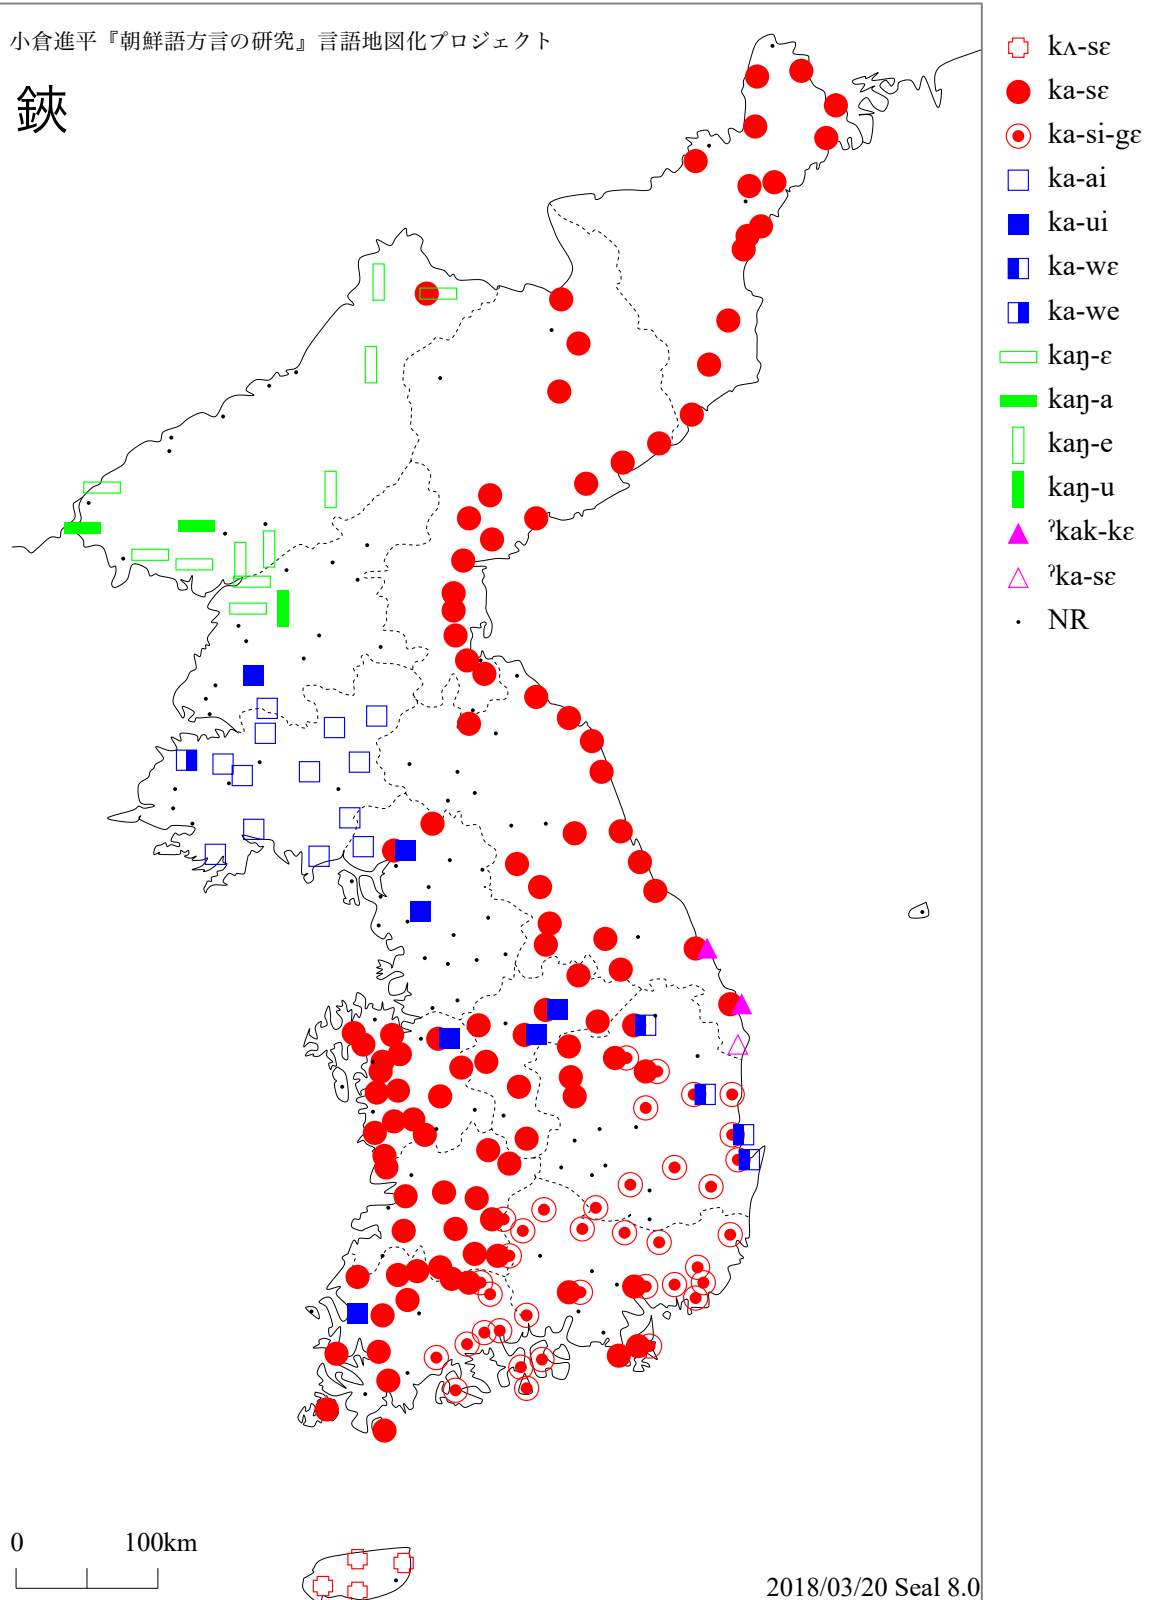 小倉進平『朝鮮語方言の研究』言語地図化プロジェクト
鋏
kʌ-sɛ
ka-sɛ
ka-si-gɛ
ka-ai
ka-ui
ka-wɛ
ka-we
kaŋ-ɛ
kaŋ-a
kaŋ-e
kaŋ-u
ˀkak-kɛ
ˀka-sɛ
NR
0 100km
2018/03/20 Seal 8.0